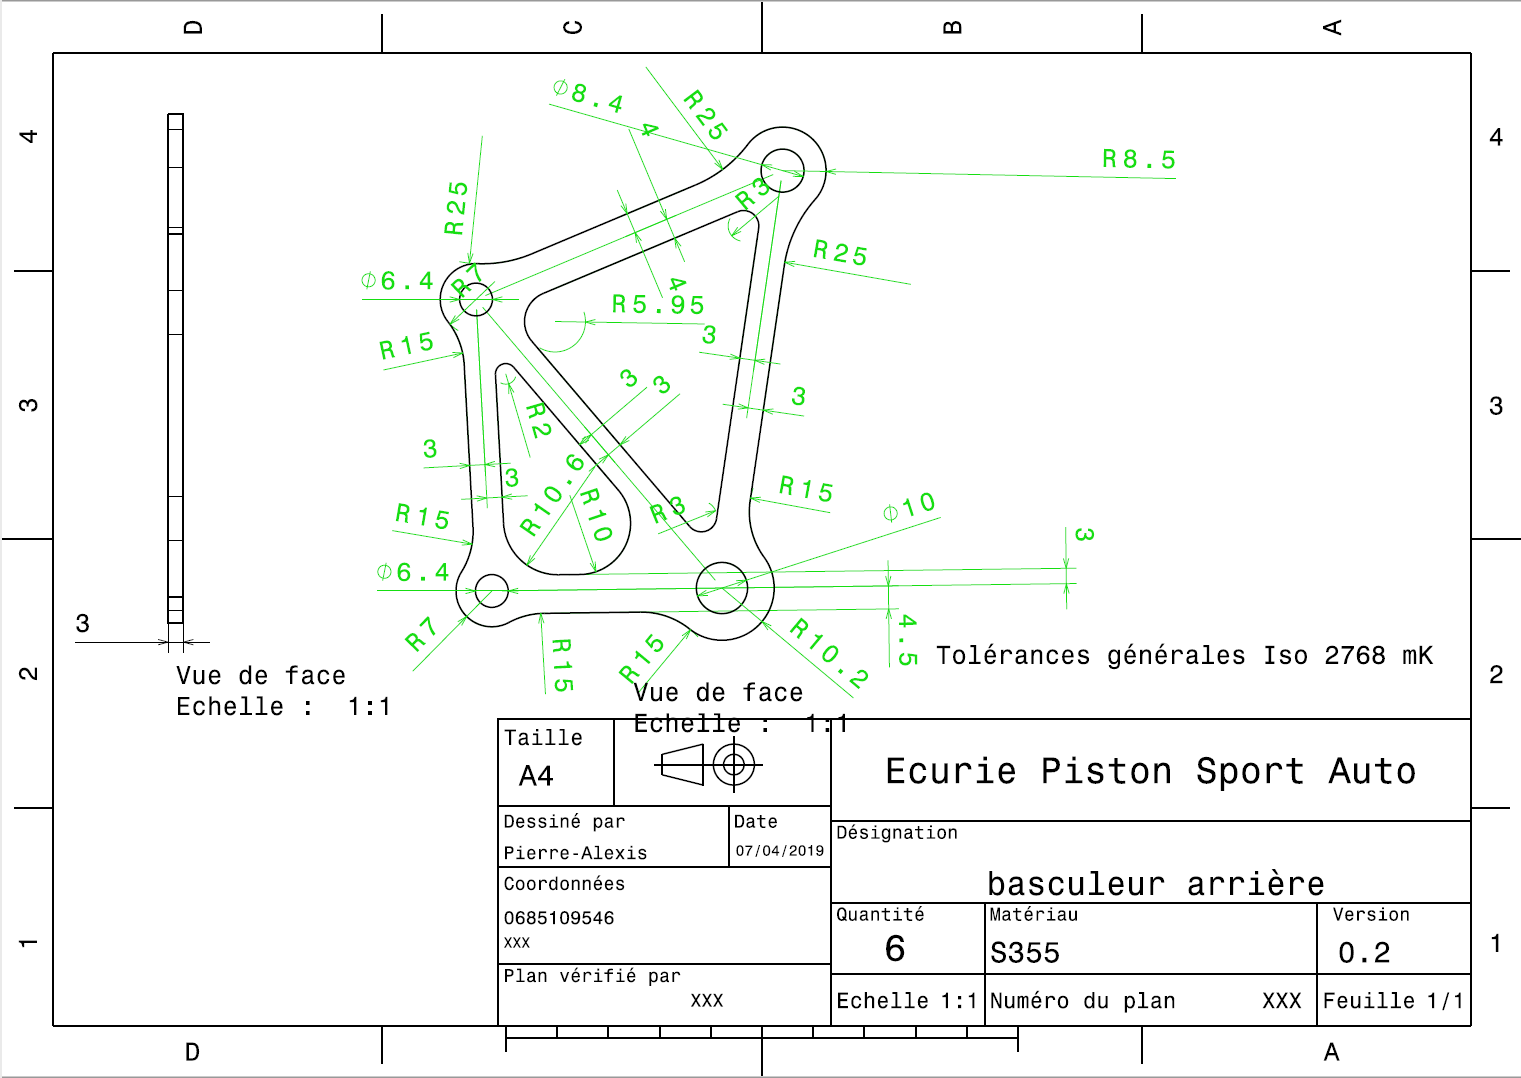 D
C
B
A
4
4
3
3
2
2
1
1
D
A
⌀8.4
R25
4
R8.5
R3
R25
R25
⌀6.4
R7
4
R5.95
3
R15
3
3
3
R2
3
3
R10.6
R10
R3
R15
⌀10
R15
3
⌀6.4
R7
R15
R15
R10.2
4.5
3
Vue de face
Echelle : 1:1
Vue de face
Echelle : 1:1
Tolérances générales Iso 2768 mK
Taille
A4
Ecurie Piston Sport Auto
Dessiné par
Pierre-Alexis
Date
07/04/2019
Désignation
basculeur arrière
Coordonnées
0685109546
XXX
Quantité
6
Matériau
S355
Version
0.2
Plan vérifié par
XXX
Echelle 1:1
Numéro du plan XXX
Feuille 1/1